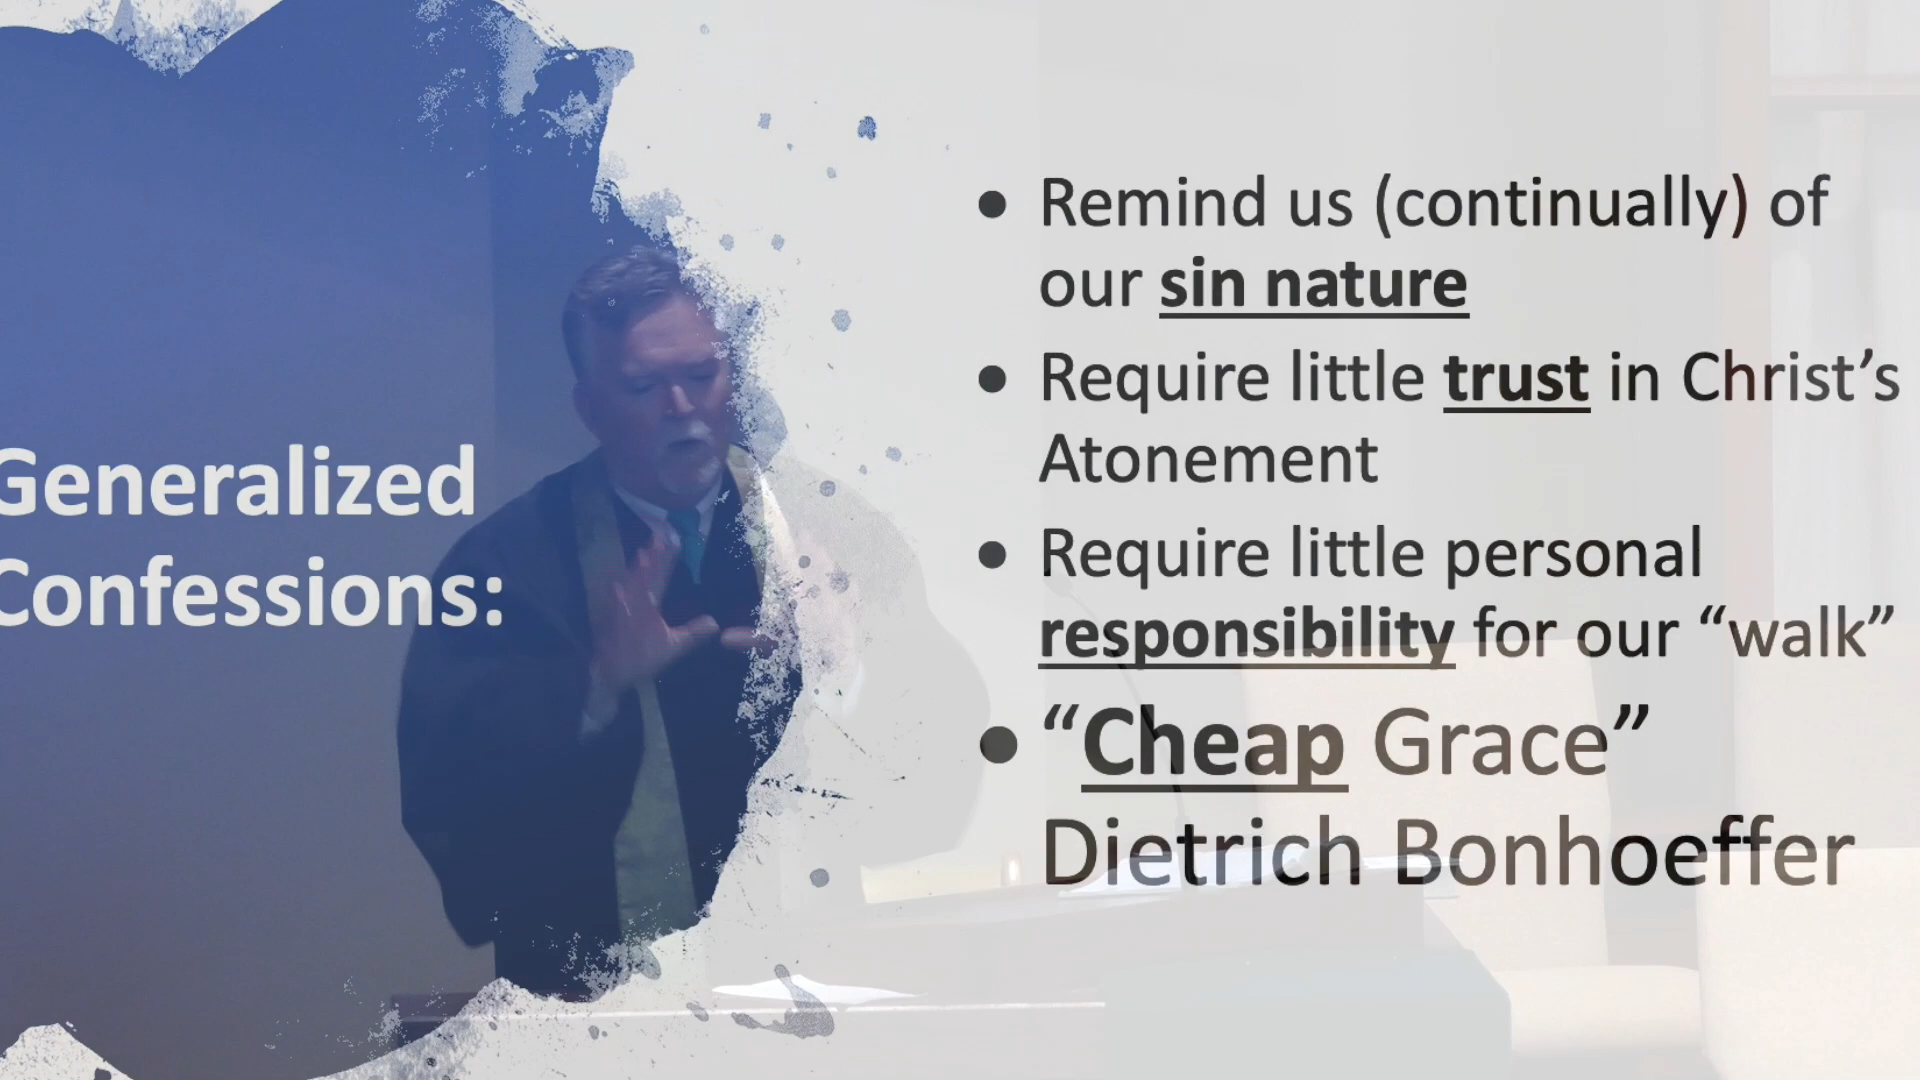 Generalized
Confessions:
• Remind us (continually) of
our sin nature
• Require little trust in Christ’s
Atonement
• Require little personal
responsibility for our “walk”
• “Cheap Grace”
Dietrich Bonhoeffer